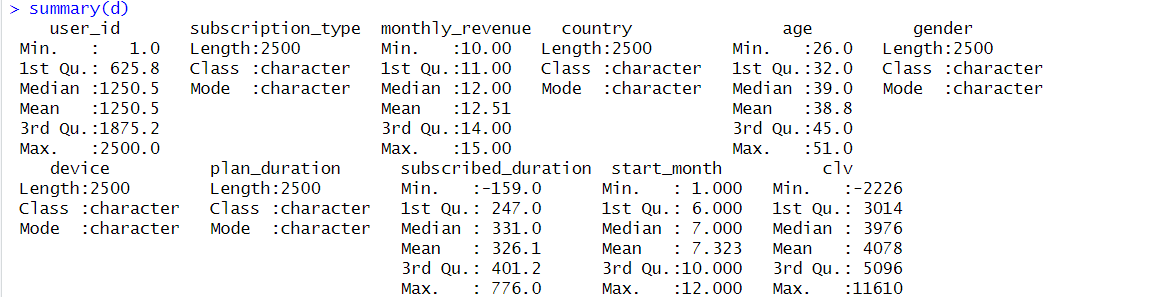 > summary(d)
    user_id       subscription_type  monthly_revenue   country               age          gender
 Min.   :   1.0   Length:2500        Min.   :10.00   Length:2500        Min.   :26.0   Length:2500
 1st Qu.: 625.8   Class :character   1st Qu.:11.00   Class :character   1st Qu.:32.0   Class :character
 Median :1250.5   Mode  :character   Median :12.00   Mode  :character   Median :39.0   Mode  :character
 Mean   :1250.5                      Mean   :12.51                      Mean   :38.8
 3rd Qu.:1875.2                      3rd Qu.:14.00                      3rd Qu.:45.0
 Max.   :2500.0                      Max.   :15.00                      Max.   :51.0
    device          plan_duration      subscribed_duration  start_month          clv
 Length:2500        Length:2500        Min.   :-159.0      Min.   : 1.000   Min.   :-2226
 Class :character   Class :character   1st Qu.: 247.0      1st Qu.: 6.000   1st Qu.: 3014
 Mode  :character   Mode  :character   Median : 331.0      Median : 7.000   Median : 3976
                                       Mean   : 326.1      Mean   : 7.323   Mean   : 4078
                                       3rd Qu.: 401.2      3rd Qu.:10.000   3rd Qu.: 5096
                                       Max.   : 776.0      Max.   :12.000   Max.   :11610